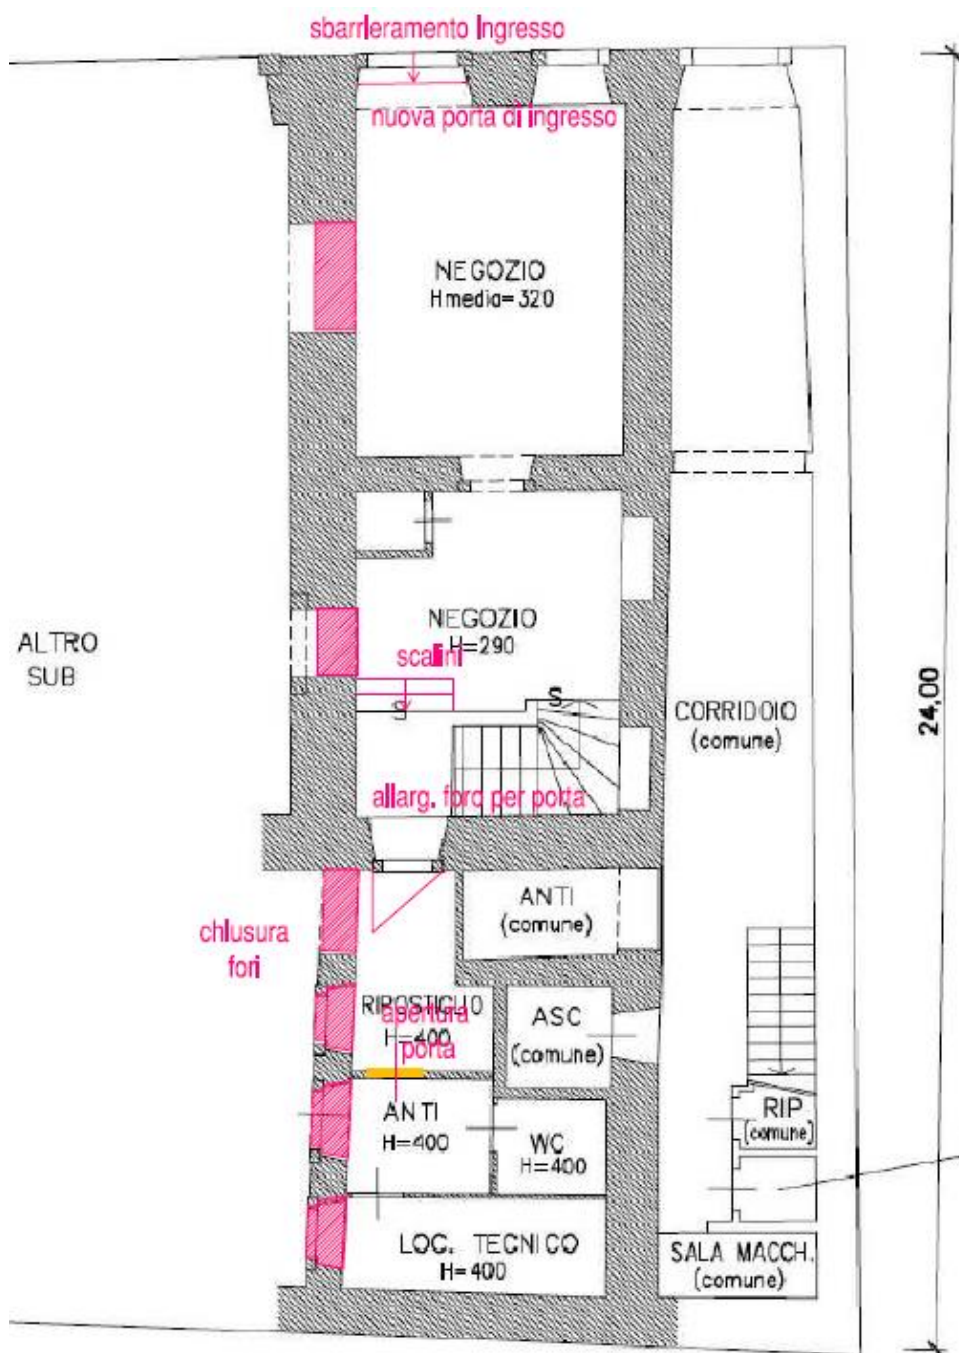 sbarrieramento Ingresso
nuova porta di Ingresso
NEGOZIO
Hmedia=320
NEGOZIO
H=290
scalini
S
ALTRO
SUB
CORRIDOIO
(comune)
24,00
allarg. foro per porta
ANTI
(comune)
chiusura
fori
RIPOSTIGLIO
H=400
apertura
porta
ASC
(comune)
ANTI
H=400
WC
H=400
RIP
(comune)
LOC. TECNICO
H=400
SALA MACCH.
(comune)